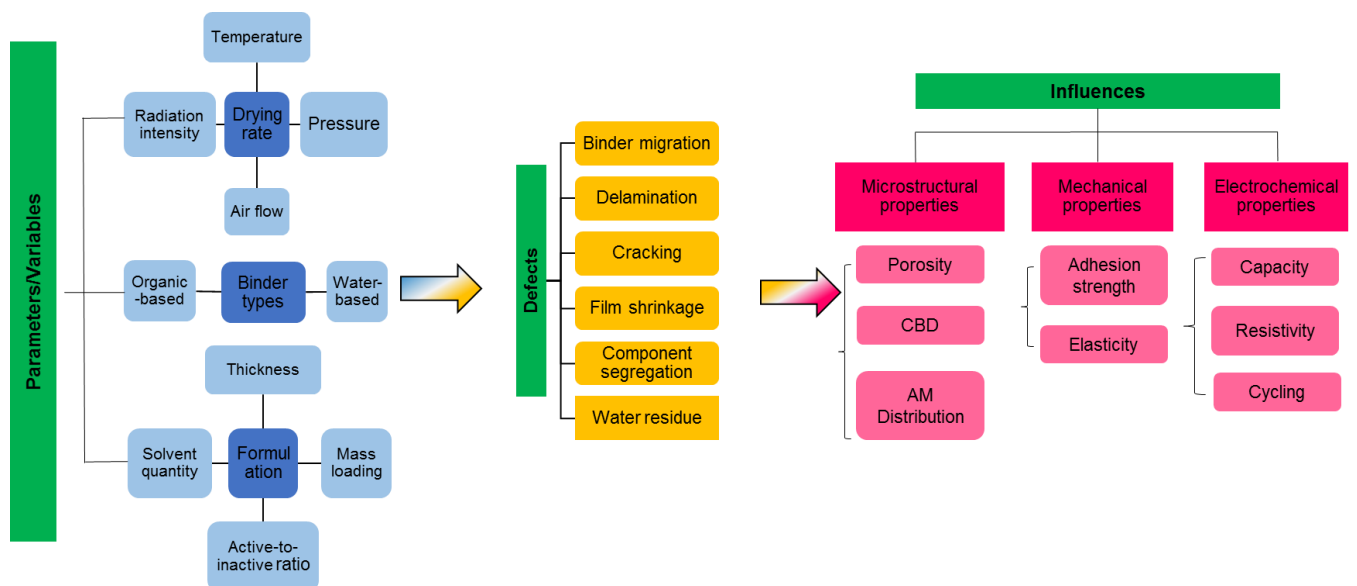 Parameters/Variables
Temperature
Radiation
intensity
Drying
rate
Pressure
Air flow
Organic
-based
Binder
types
Water-
based
Thickness
Solvent
quantity
Formul
ation
Mass
loading
Active-to-
inactive ratio
Defects
Binder migration
Delamination
Cracking
Film shrinkage
Component
segregation
Water residue
Influences
Microstructural
properties
Porosity
CBD
AM
Distribution
Mechanical
properties
Adhesion
strength
Elasticity
Electrochemical
properties
Capacity
Resistivity
Cycling